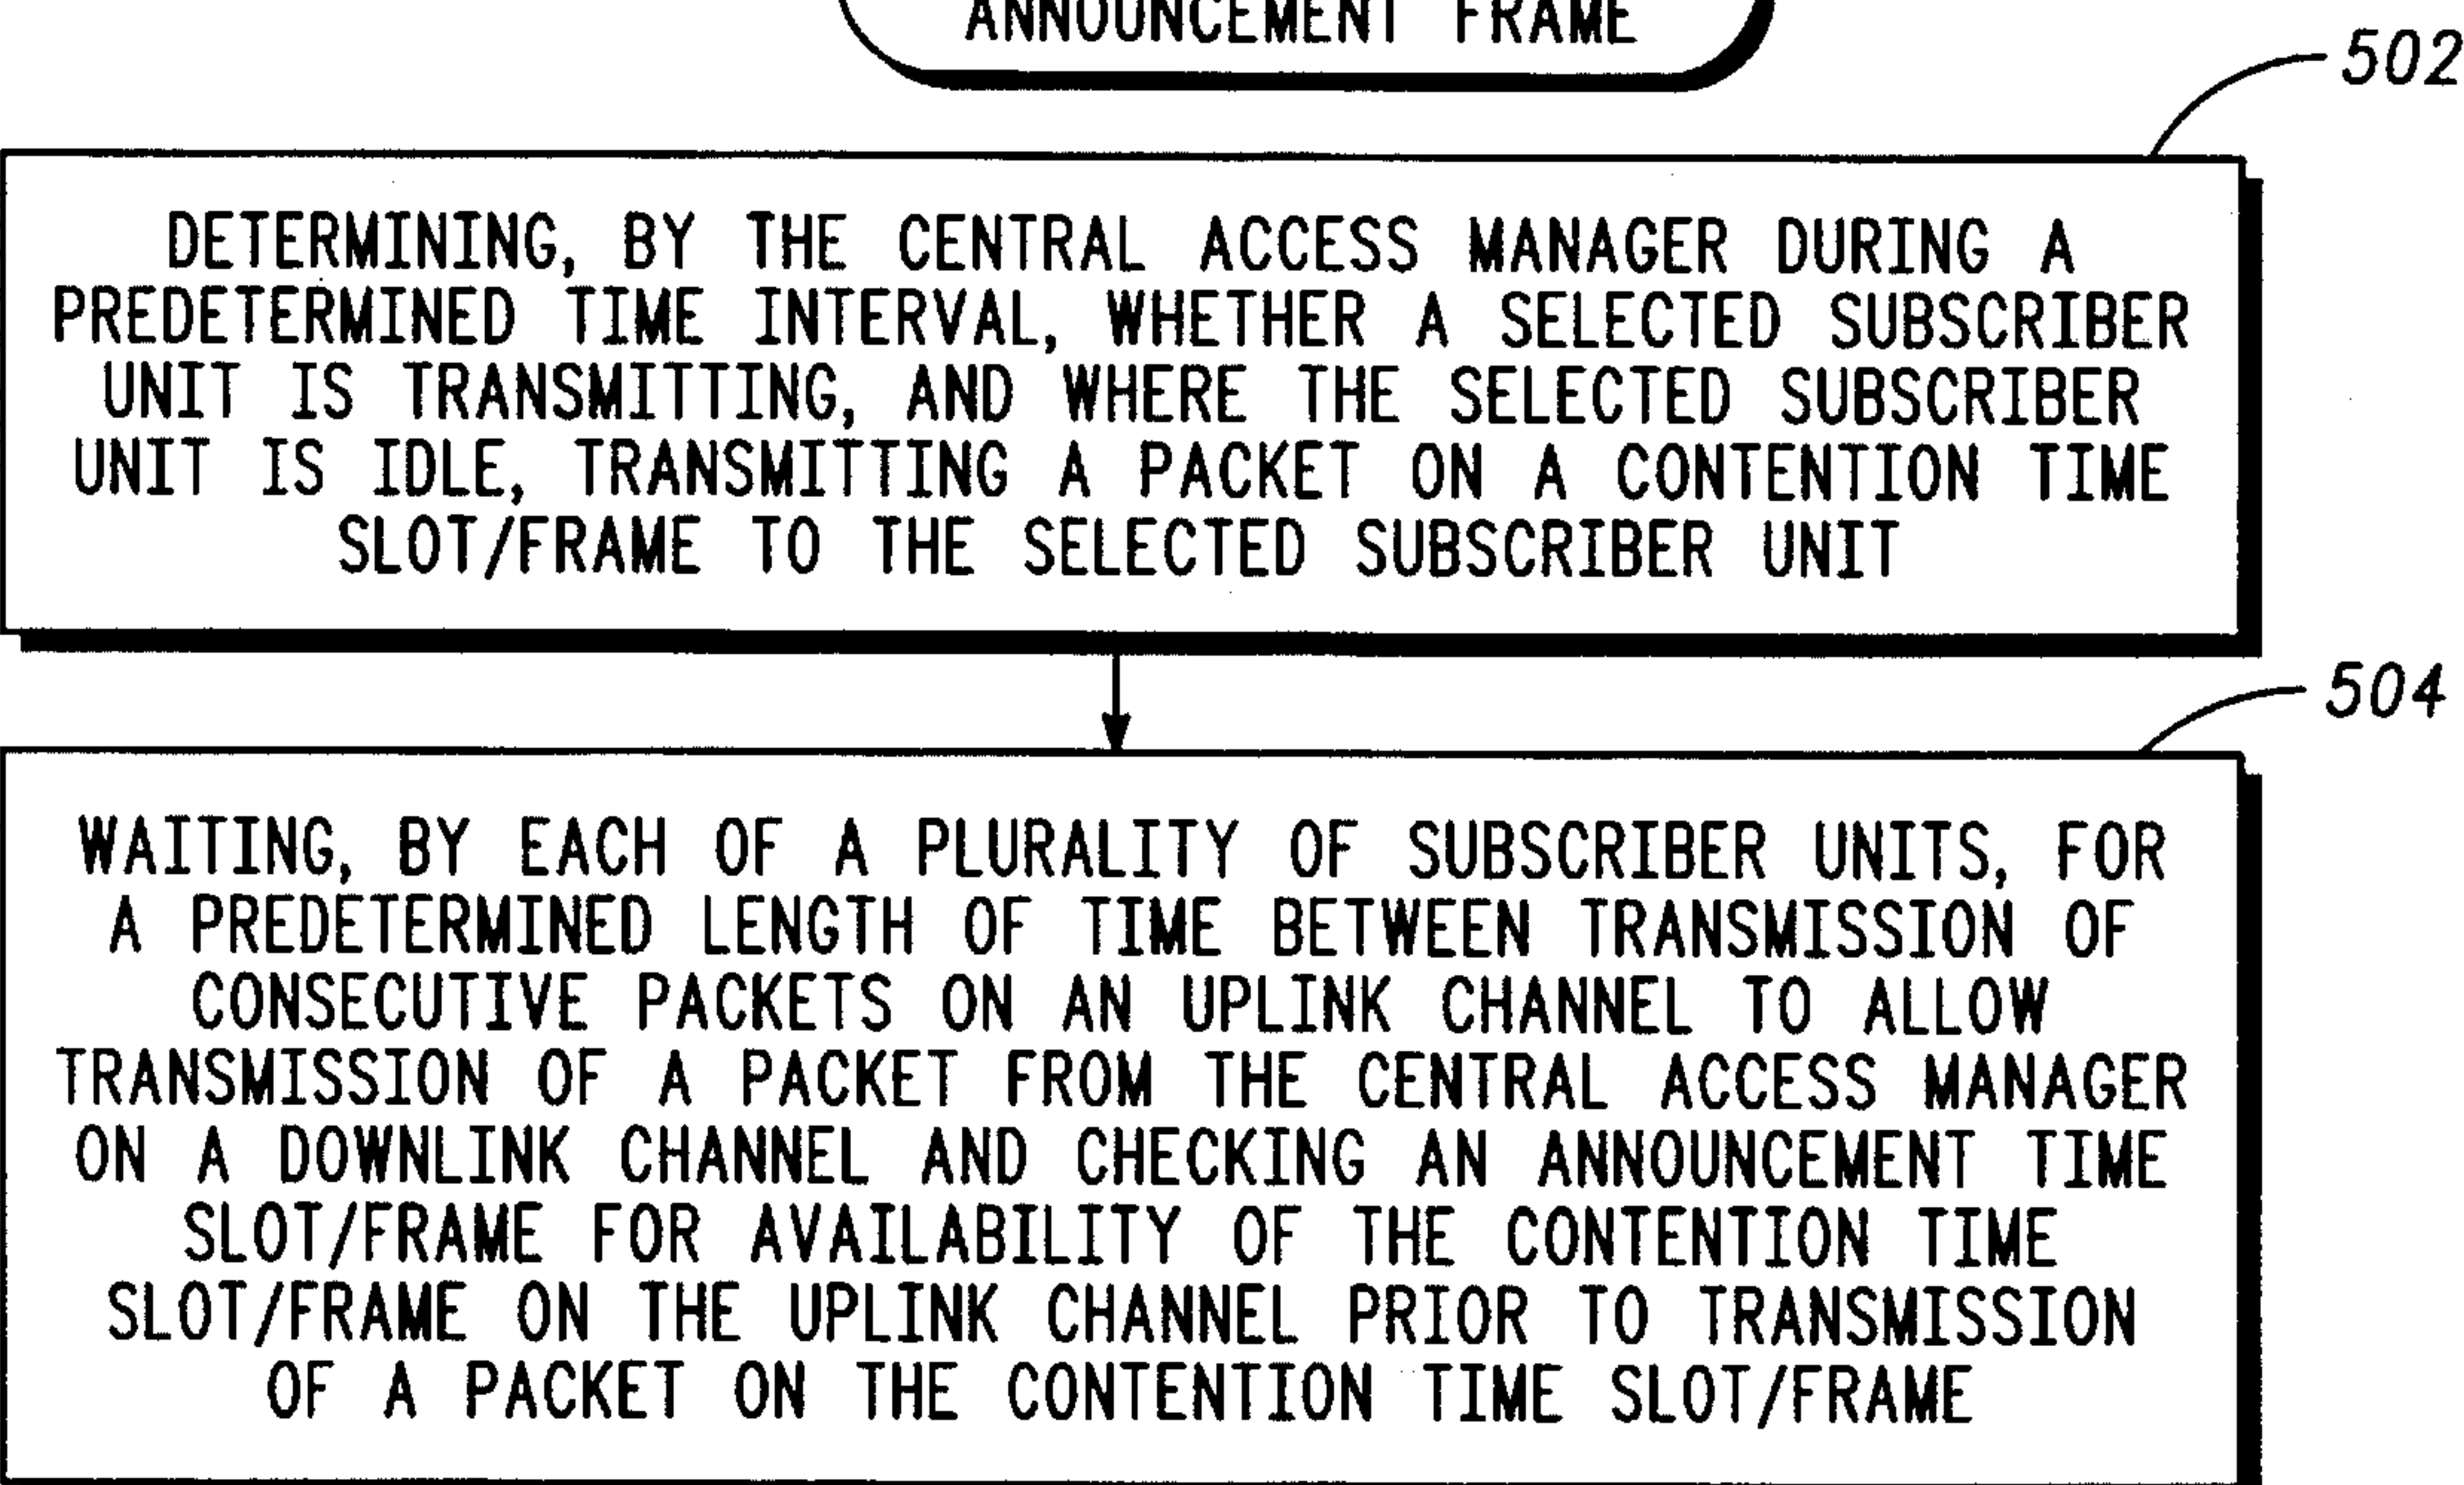 ANNOUNCEMENT FRAME
502
DETERMINING, BY THE CENTRAL ACCESS MANAGER DURING A
PREDETERMINED TIME INTERVAL, WHETHER A SELECTED SUBSCRIBER
UNIT IS TRANSMITTING, AND WHERE THE SELECTED SUBSCRIBER
UNIT IS IDLE, TRANSMITTING A PACKET ON A CONTENTION TIME
SLOT/FRAME TO THE SELECTED SUBSCRIBER UNIT
504
WAITING, BY EACH OF A PLURALITY OF SUBSCRIBER UNITS, FOR
A PREDETERMINED LENGTH OF TIME BETWEEN TRANSMISSION OF
CONSECUTIVE PACKETS ON AN UPLINK CHANNEL TO ALLOW
TRANSMISSION OF A PACKET FROM THE CENTRAL ACCESS MANAGER
ON A DOWNLINK CHANNEL AND CHECKING AN ANNOUNCEMENT TIME
SLOT/FRAME FOR AVAILABILITY OF THE CONTENTION TIME
SLOT/FRAME ON THE UPLINK CHANNEL PRIOR TO TRANSMISSION
OF A PACKET ON THE CONTENTION TIME SLOT/FRAME